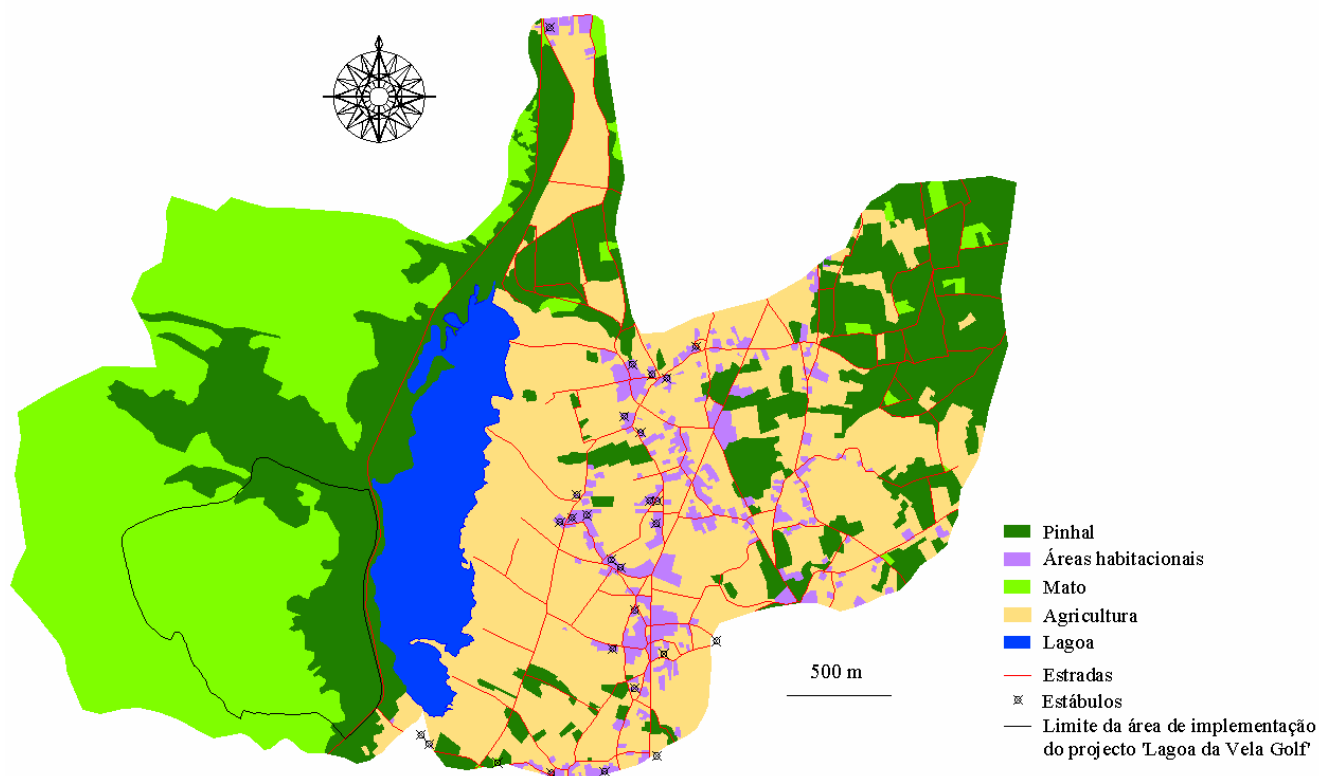 Pinhal
Áreas habitacionais
Mato
Agricultura
Lagoa
500 m
Estradas
Estábulos
Limite da área de implementação
do projecto 'Lagoa da Vela Golf'